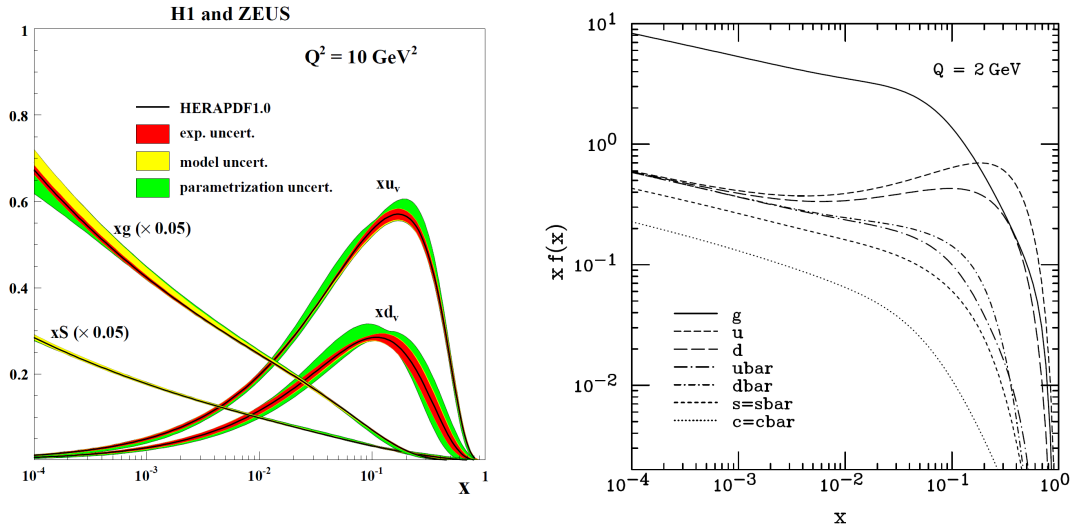 H1 and ZEUS
1
0.8
0.6
0.4
0.2
Q² = 10 GeV²
HERAPDF1.0
exp. uncert.
model uncert.
parametrization uncert.
xuᵥ
xg (× 0.05)
xdᵥ
xS (× 0.05)
10⁻⁴ 10⁻³ 10⁻² 10⁻¹ 1
x
10¹
10⁰
10⁻¹
10⁻²
x f(x)
Q = 2 GeV
g
u
d
ubar
dbar
s=sbar
c=cbar
10⁻⁴ 10⁻³ 10⁻² 10⁻¹ 10⁰
x